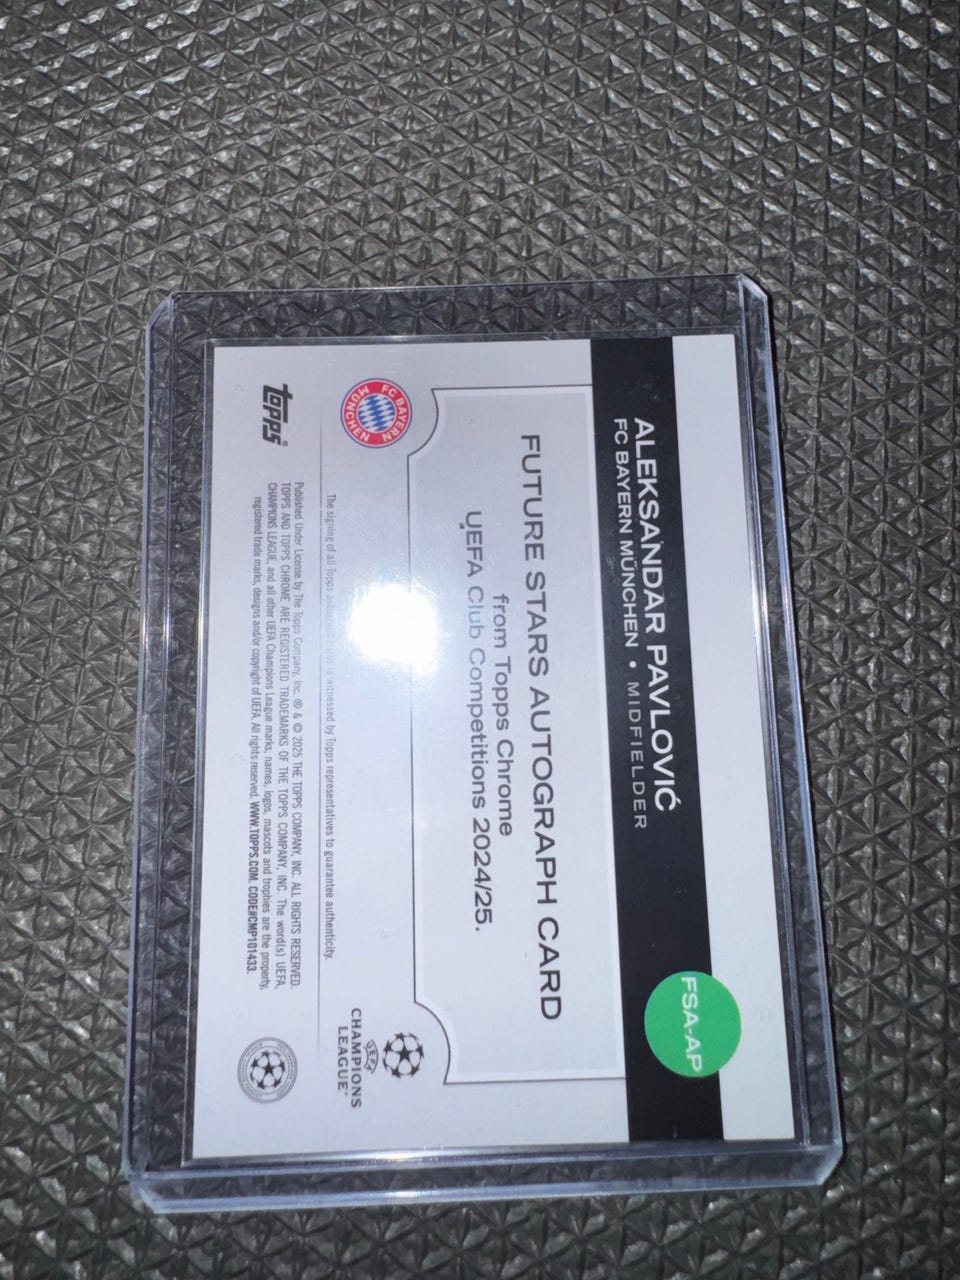 ALEKSANDAR PAVLOVIĆ
FC BAYERN MÜNCHEN • MIDFIELDER
FSA-AP
FUTURE STARS AUTOGRAPH CARD
from Topps Chrome
UEFA Club Competitions 2024/25.
FC BAYERN
MÜNCHEN
UEFA
CHAMPIONS
LEAGUE
The signing of all Topps autograph cards is witnessed by Topps representatives to guarantee authenticity.
topps®
Published Under License by The Topps Company, Inc. ® & © 2025 THE TOPPS COMPANY, INC. ALL RIGHTS RESERVED.
TOPPS AND TOPPS CHROME ARE REGISTERED TRADEMARKS OF THE TOPPS COMPANY, INC. The word(s) UEFA,
CHAMPIONS LEAGUE, and all other UEFA Champions League marks, names, logos, mascots and trophies are the property,
registered trade marks, designs and/or copyright of UEFA. All rights reserved. WWW.TOPPS.COM. CODE#CMP101433.